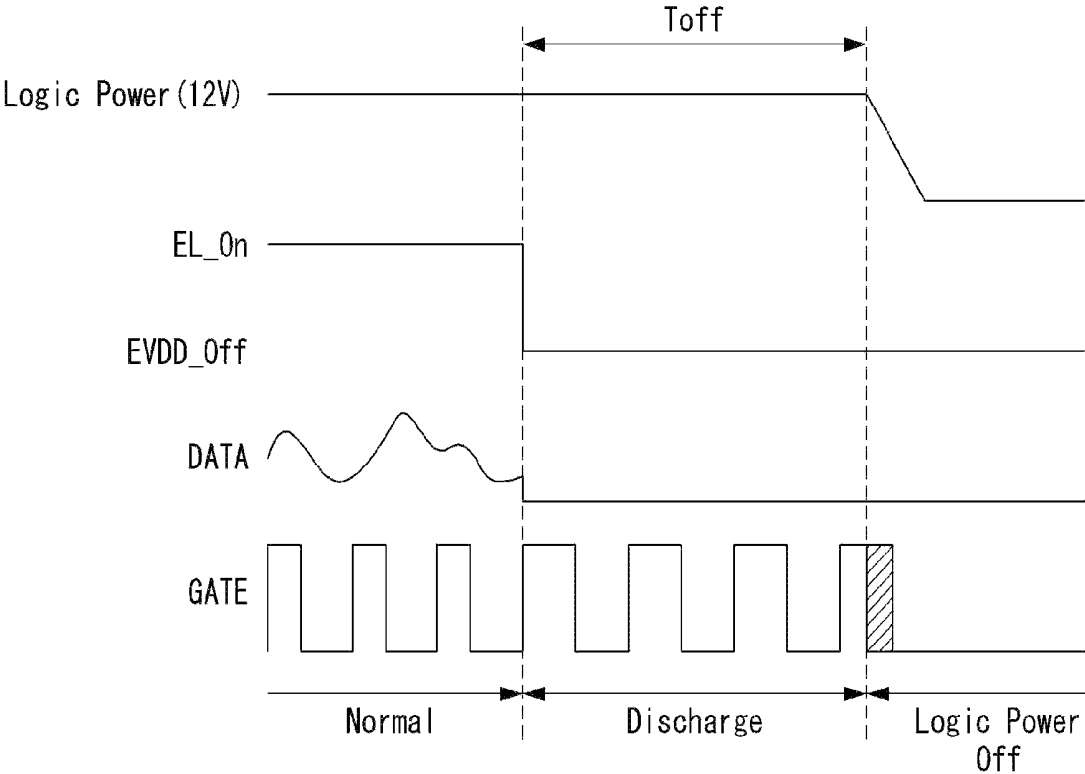 Toff
Logic Power(12V)
EL_On
EVDD_Off
DATA
GATE
Normal
Discharge
Logic Power
Off